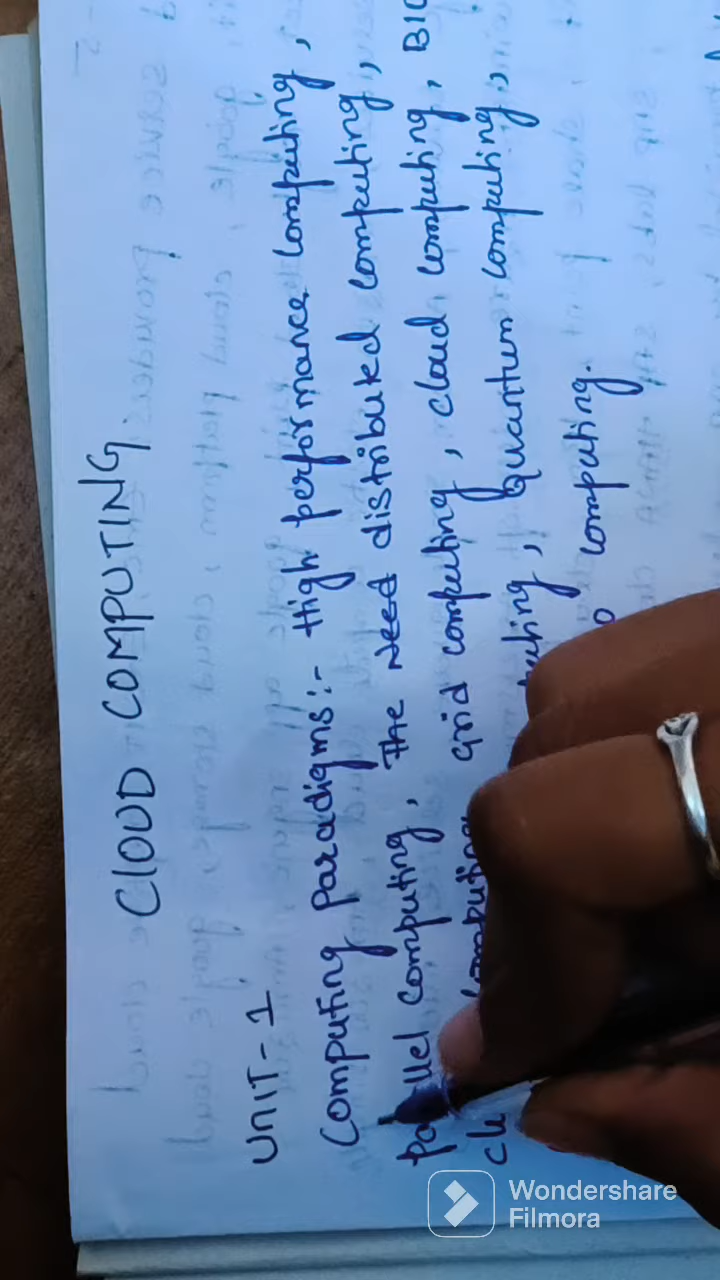 CLOUD COMPUTING.
UNIT-1
Computing Paradigms:- High performance computing,
computing, The Need distributed computing,
computing, grid computing, cloud computing, BIO
Quantum computing,
computing.
Wondershare
Filmora